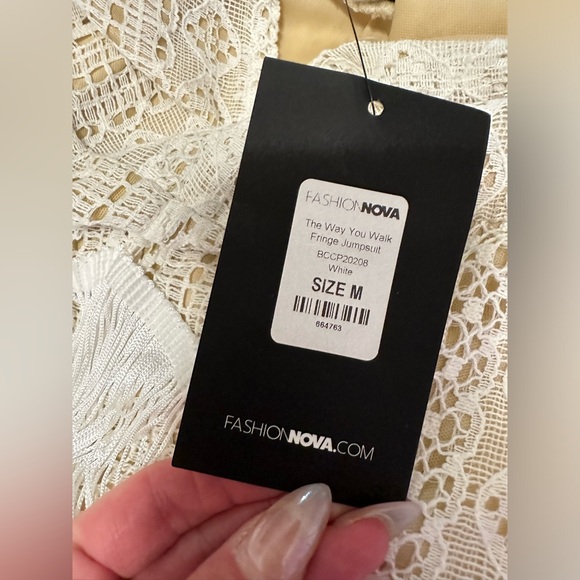 FASHIONNOVA
The Way You Walk
Fringe Jumpsuit
BCCP20208
White
SIZE M
664763
FASHIONNOVA.COM